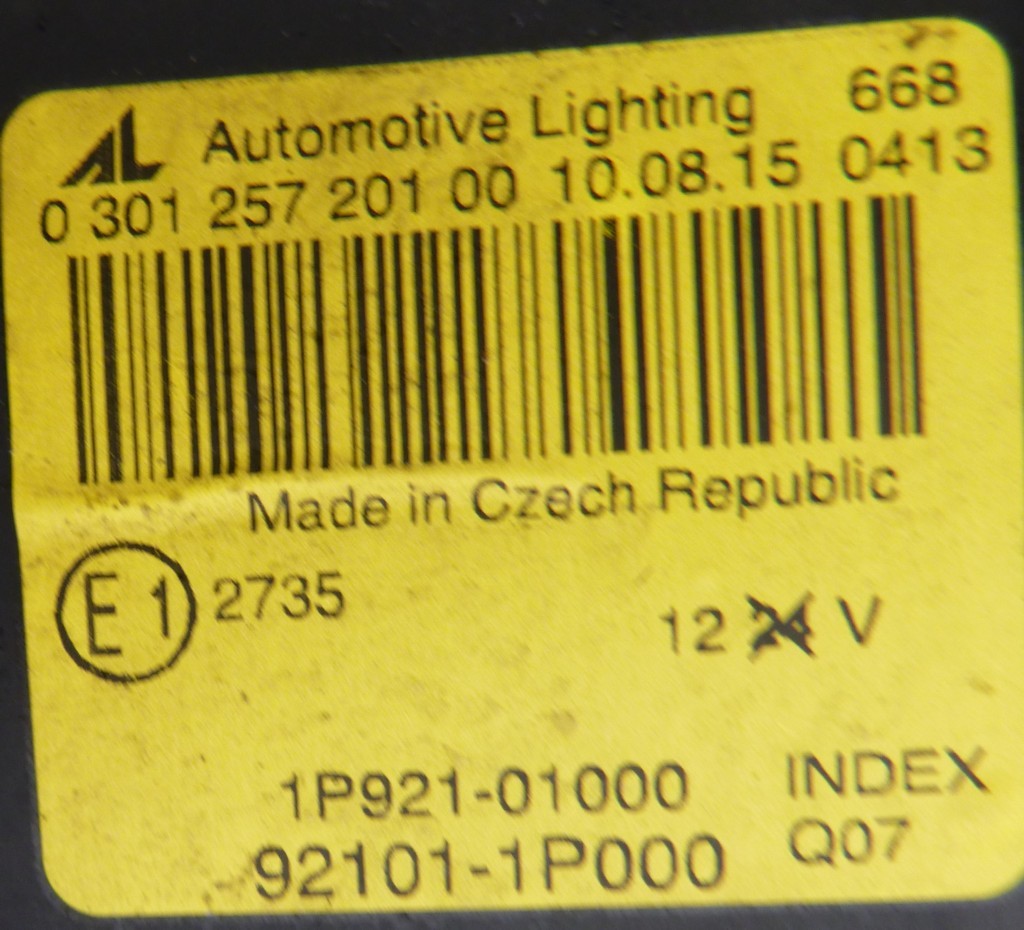 AL Automotive Lighting 668
0 301 257 201 00 10.08.15 0413
Made in Czech Republic
E1 2735
12 24 V
1P921-01000 INDEX
92101-1P000 Q07